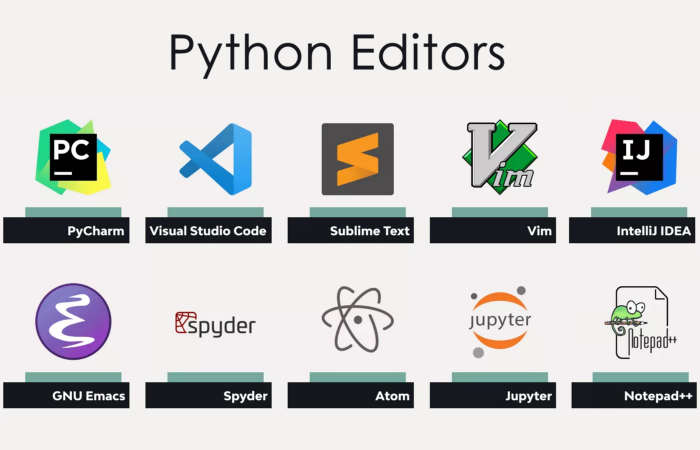 Python Editors
PC
Vim
IJ
PyCharm
Visual Studio Code
Sublime Text
Vim
IntelliJ IDEA
spyder
jupyter
Notepad++
GNU Emacs
Spyder
Atom
Jupyter
Notepad++